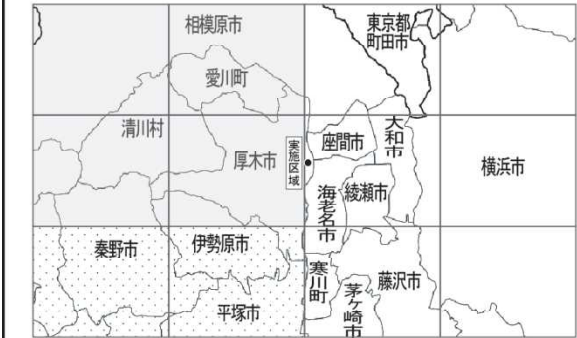 相模原市
東京都
町田市
愛川町
清川村
厚木市
実施区域
座間市
大和市
横浜市
海老名市
綾瀬市
秦野市
伊勢原市
寒川町
藤沢市
茅ヶ崎市
平塚市